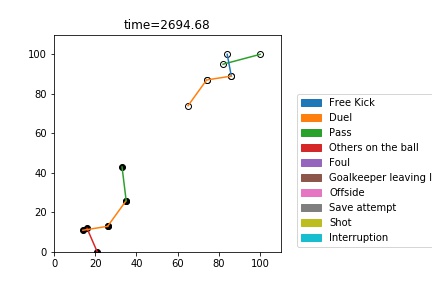 time=2694.68
100
80
60
40
20
0
0 20 40 60 80 100
Free Kick
Duel
Pass
Others on the ball
Foul
Goalkeeper leaving l
Offside
Save attempt
Shot
Interruption